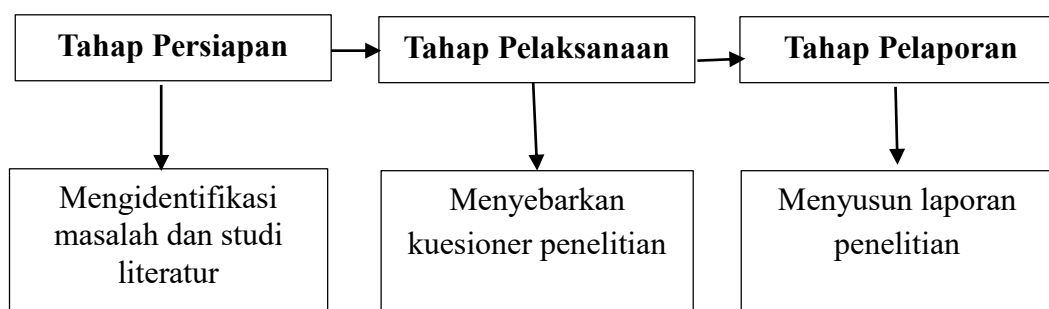 Tahap Persiapan
Tahap Pelaksanaan
Tahap Pelaporan
Mengidentifikasi
masalah dan studi
literatur
Menyebarkan
kuesioner penelitian
Menyusun laporan
penelitian